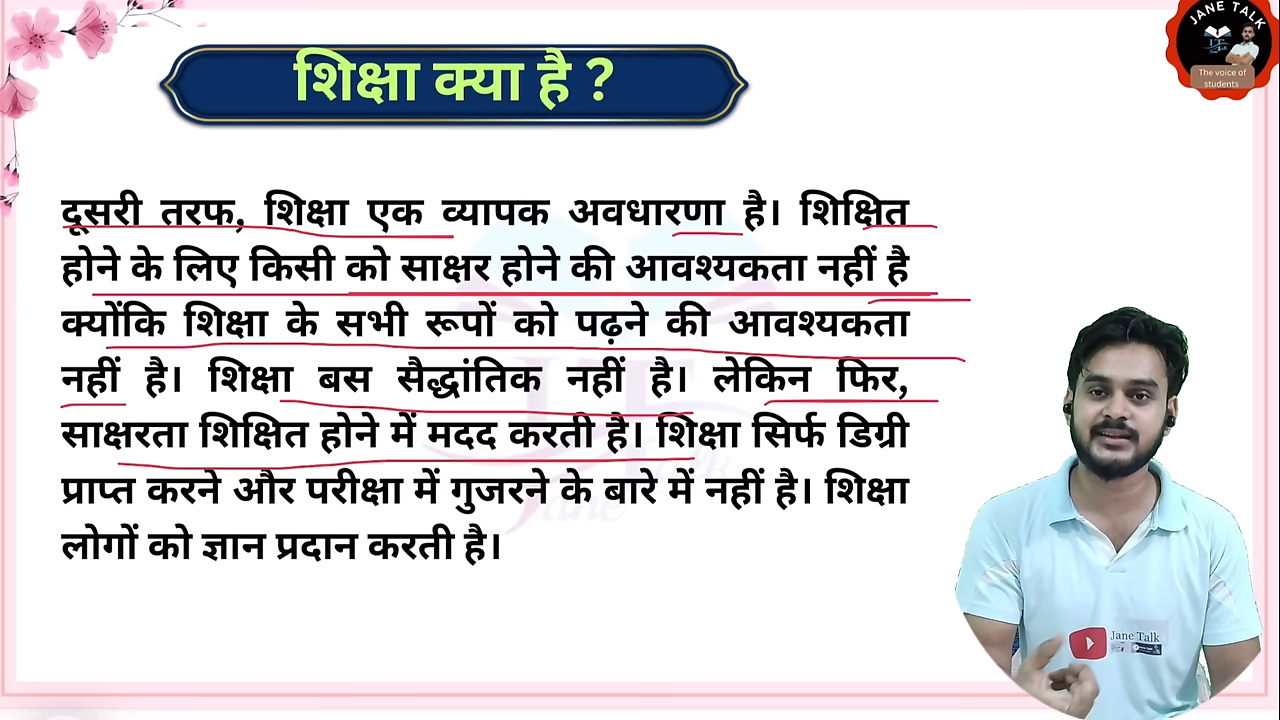 शिक्षा क्या है ?
JANE TALK
The voice of
students
दूसरी तरफ, शिक्षा एक व्यापक अवधारणा है। शिक्षित
होने के लिए किसी को साक्षर होने की आवश्यकता नहीं है
क्योंकि शिक्षा के सभी रूपों को पढ़ने की आवश्यकता
नहीं है। शिक्षा बस सैद्धांतिक नहीं है। लेकिन फिर,
साक्षरता शिक्षित होने में मदद करती है। शिक्षा सिर्फ डिग्री
प्राप्त करने और परीक्षा में गुजरने के बारे में नहीं है। शिक्षा
लोगों को ज्ञान प्रदान करती है।
Jane Talk